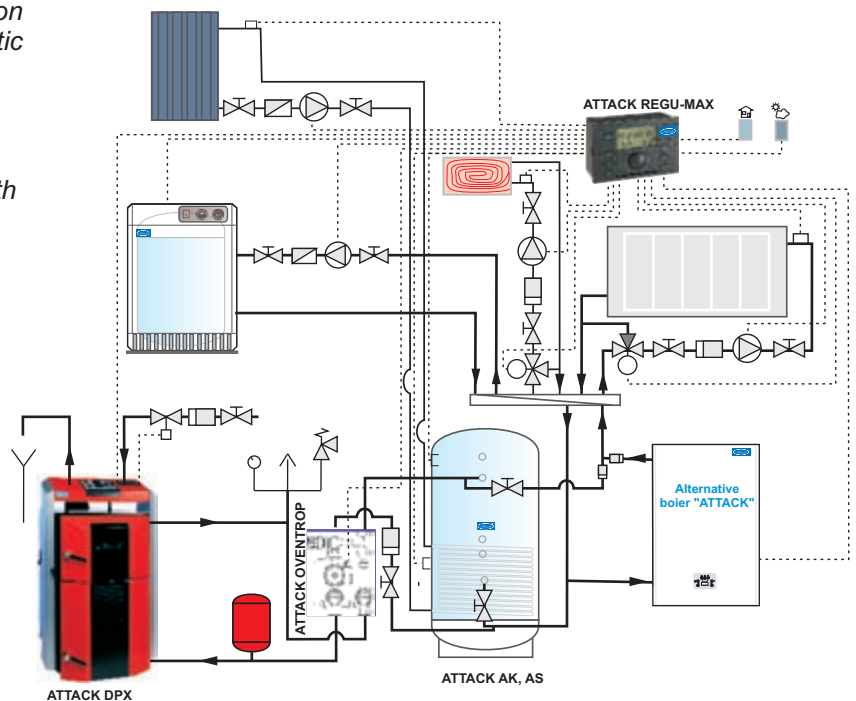 on
tic
th
ATTACK REGU-MAX
ATTACK OVENTROP
Alternative
boier "ATTACK"
ATTACK AK, AS
ATTACK DPX